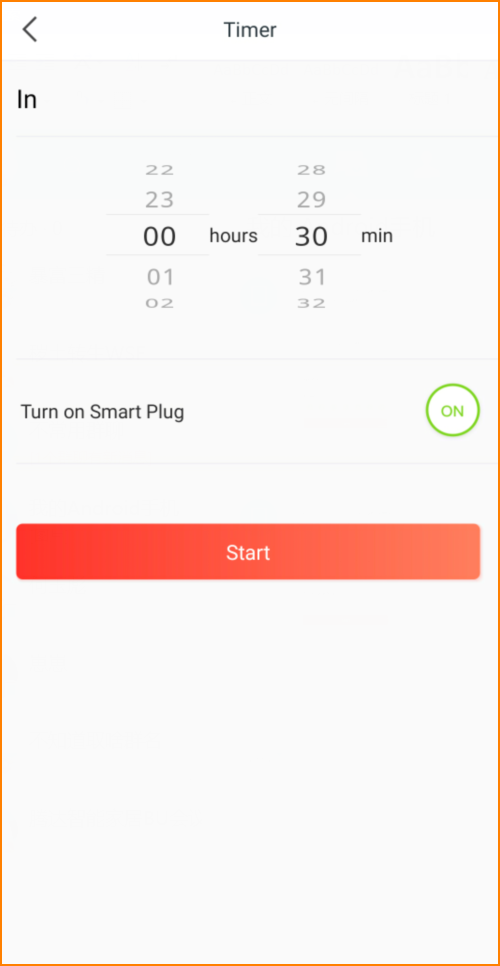 Timer
In
22 28
23 29
00 hours 30 min
01 31
02 32
Turn on Smart Plug ON
Start